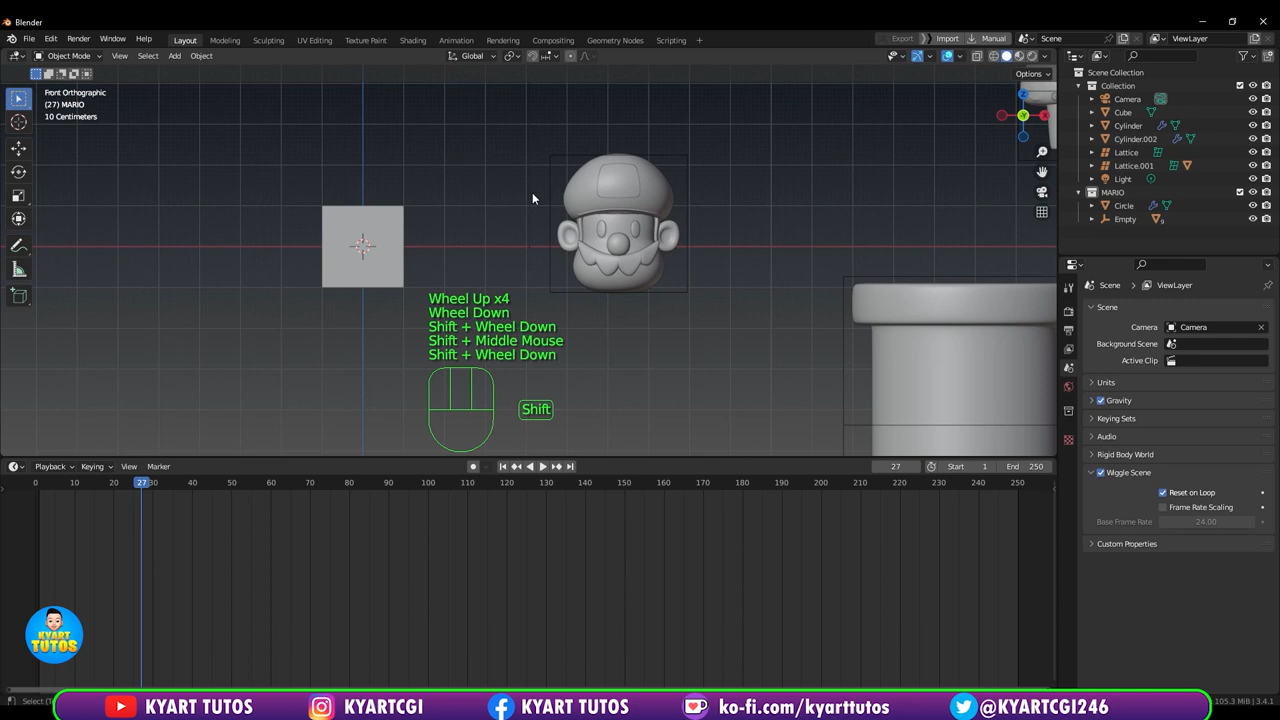 Blender
File Edit Render Window Help Layout Modeling Sculpting UV Editing Texture Paint Shading Animation Rendering Compositing Geometry Nodes Scripting + Export Import Manual Scene ViewLayer
Object Mode View Select Add Object Global
Options
Front Orthographic
(27) MARIO
10 Centimeters
Z
Y
X
Scene Collection
Collection
Camera
Cube
Cylinder
Cylinder.002
Lattice
Lattice.001
Light
MARIO
Circle
Empty
9
Wheel Up x4
Wheel Down
Shift + Wheel Down
Shift + Middle Mouse
Shift + Wheel Down
Shift
Scene ViewLayer
Scene
Camera Camera
Background Scene
Active Clip
Units
Gravity
Keying Sets
Audio
Rigid Body World
Wiggle Scene
Reset on Loop
Frame Rate Scaling
Base Frame Rate 24.00
Custom Properties
Playback Keying View Marker 27 Start 1 End 250
0 10 20 27 30 40 50 60 70 80 90 100 110 120 130 140 150 160 170 180 190 200 210 220 230 240 250
KYART
TUTOS
KYART TUTOS KYARTCGI KYART TUTOS ko-fi.com/kyarttutos @KYARTCGI246